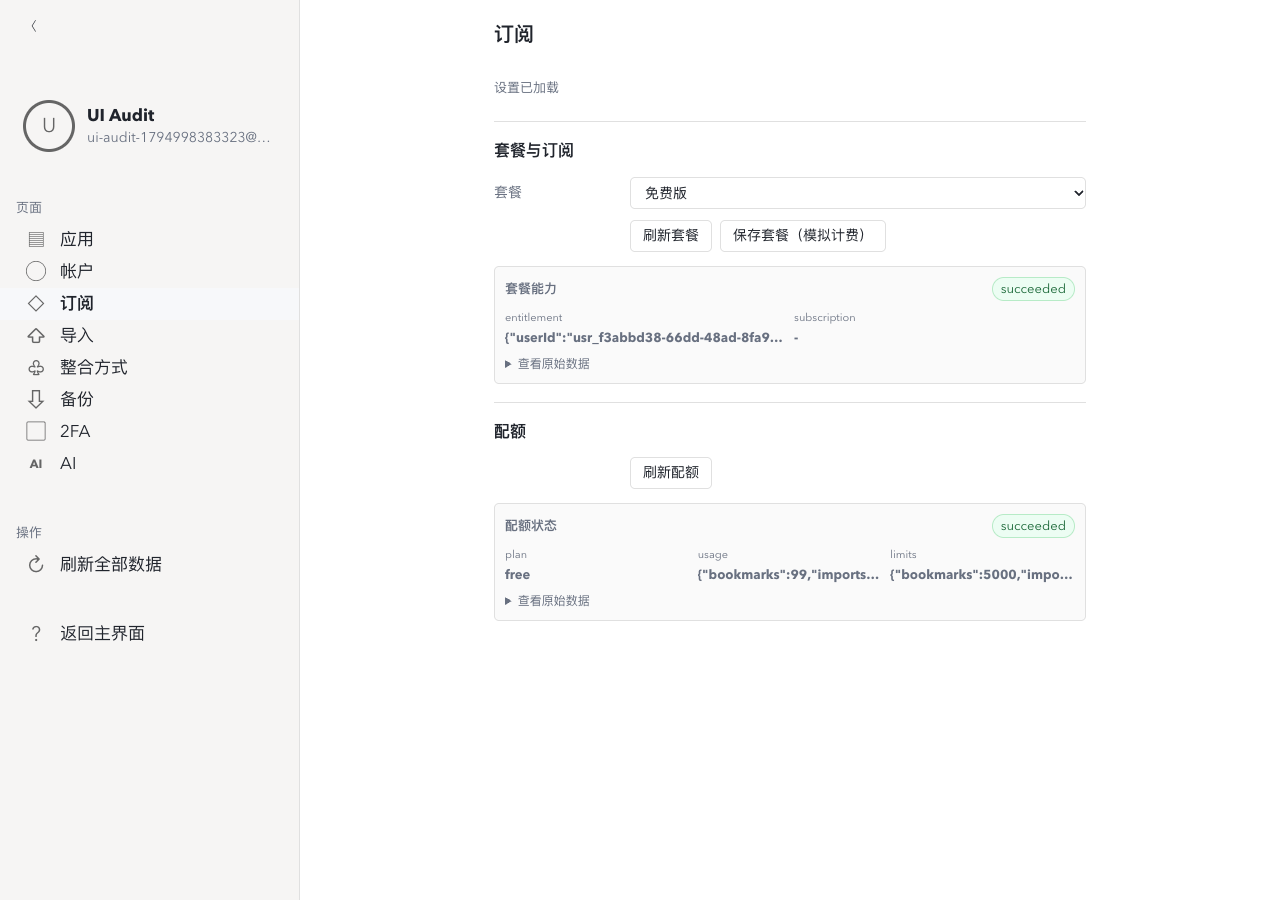 UI Audit
U
ui-audit-1794998383323@...
页面
应用
帐户
订阅
导入
整合方式
备份
2FA
AI AI
操作
刷新全部数据
? 返回主界面
订阅
设置已加载
套餐与订阅
套餐 免费版
刷新套餐 保存套餐（模拟计费）
套餐能力 succeeded
entitlement subscription
{"userId":"usr_f3abbd38-66dd-48ad-8fa9... -
查看原始数据
配额
刷新配额
配额状态 succeeded
plan usage limits
free {"bookmarks":99,"imports... {"bookmarks":5000,"impo...
查看原始数据